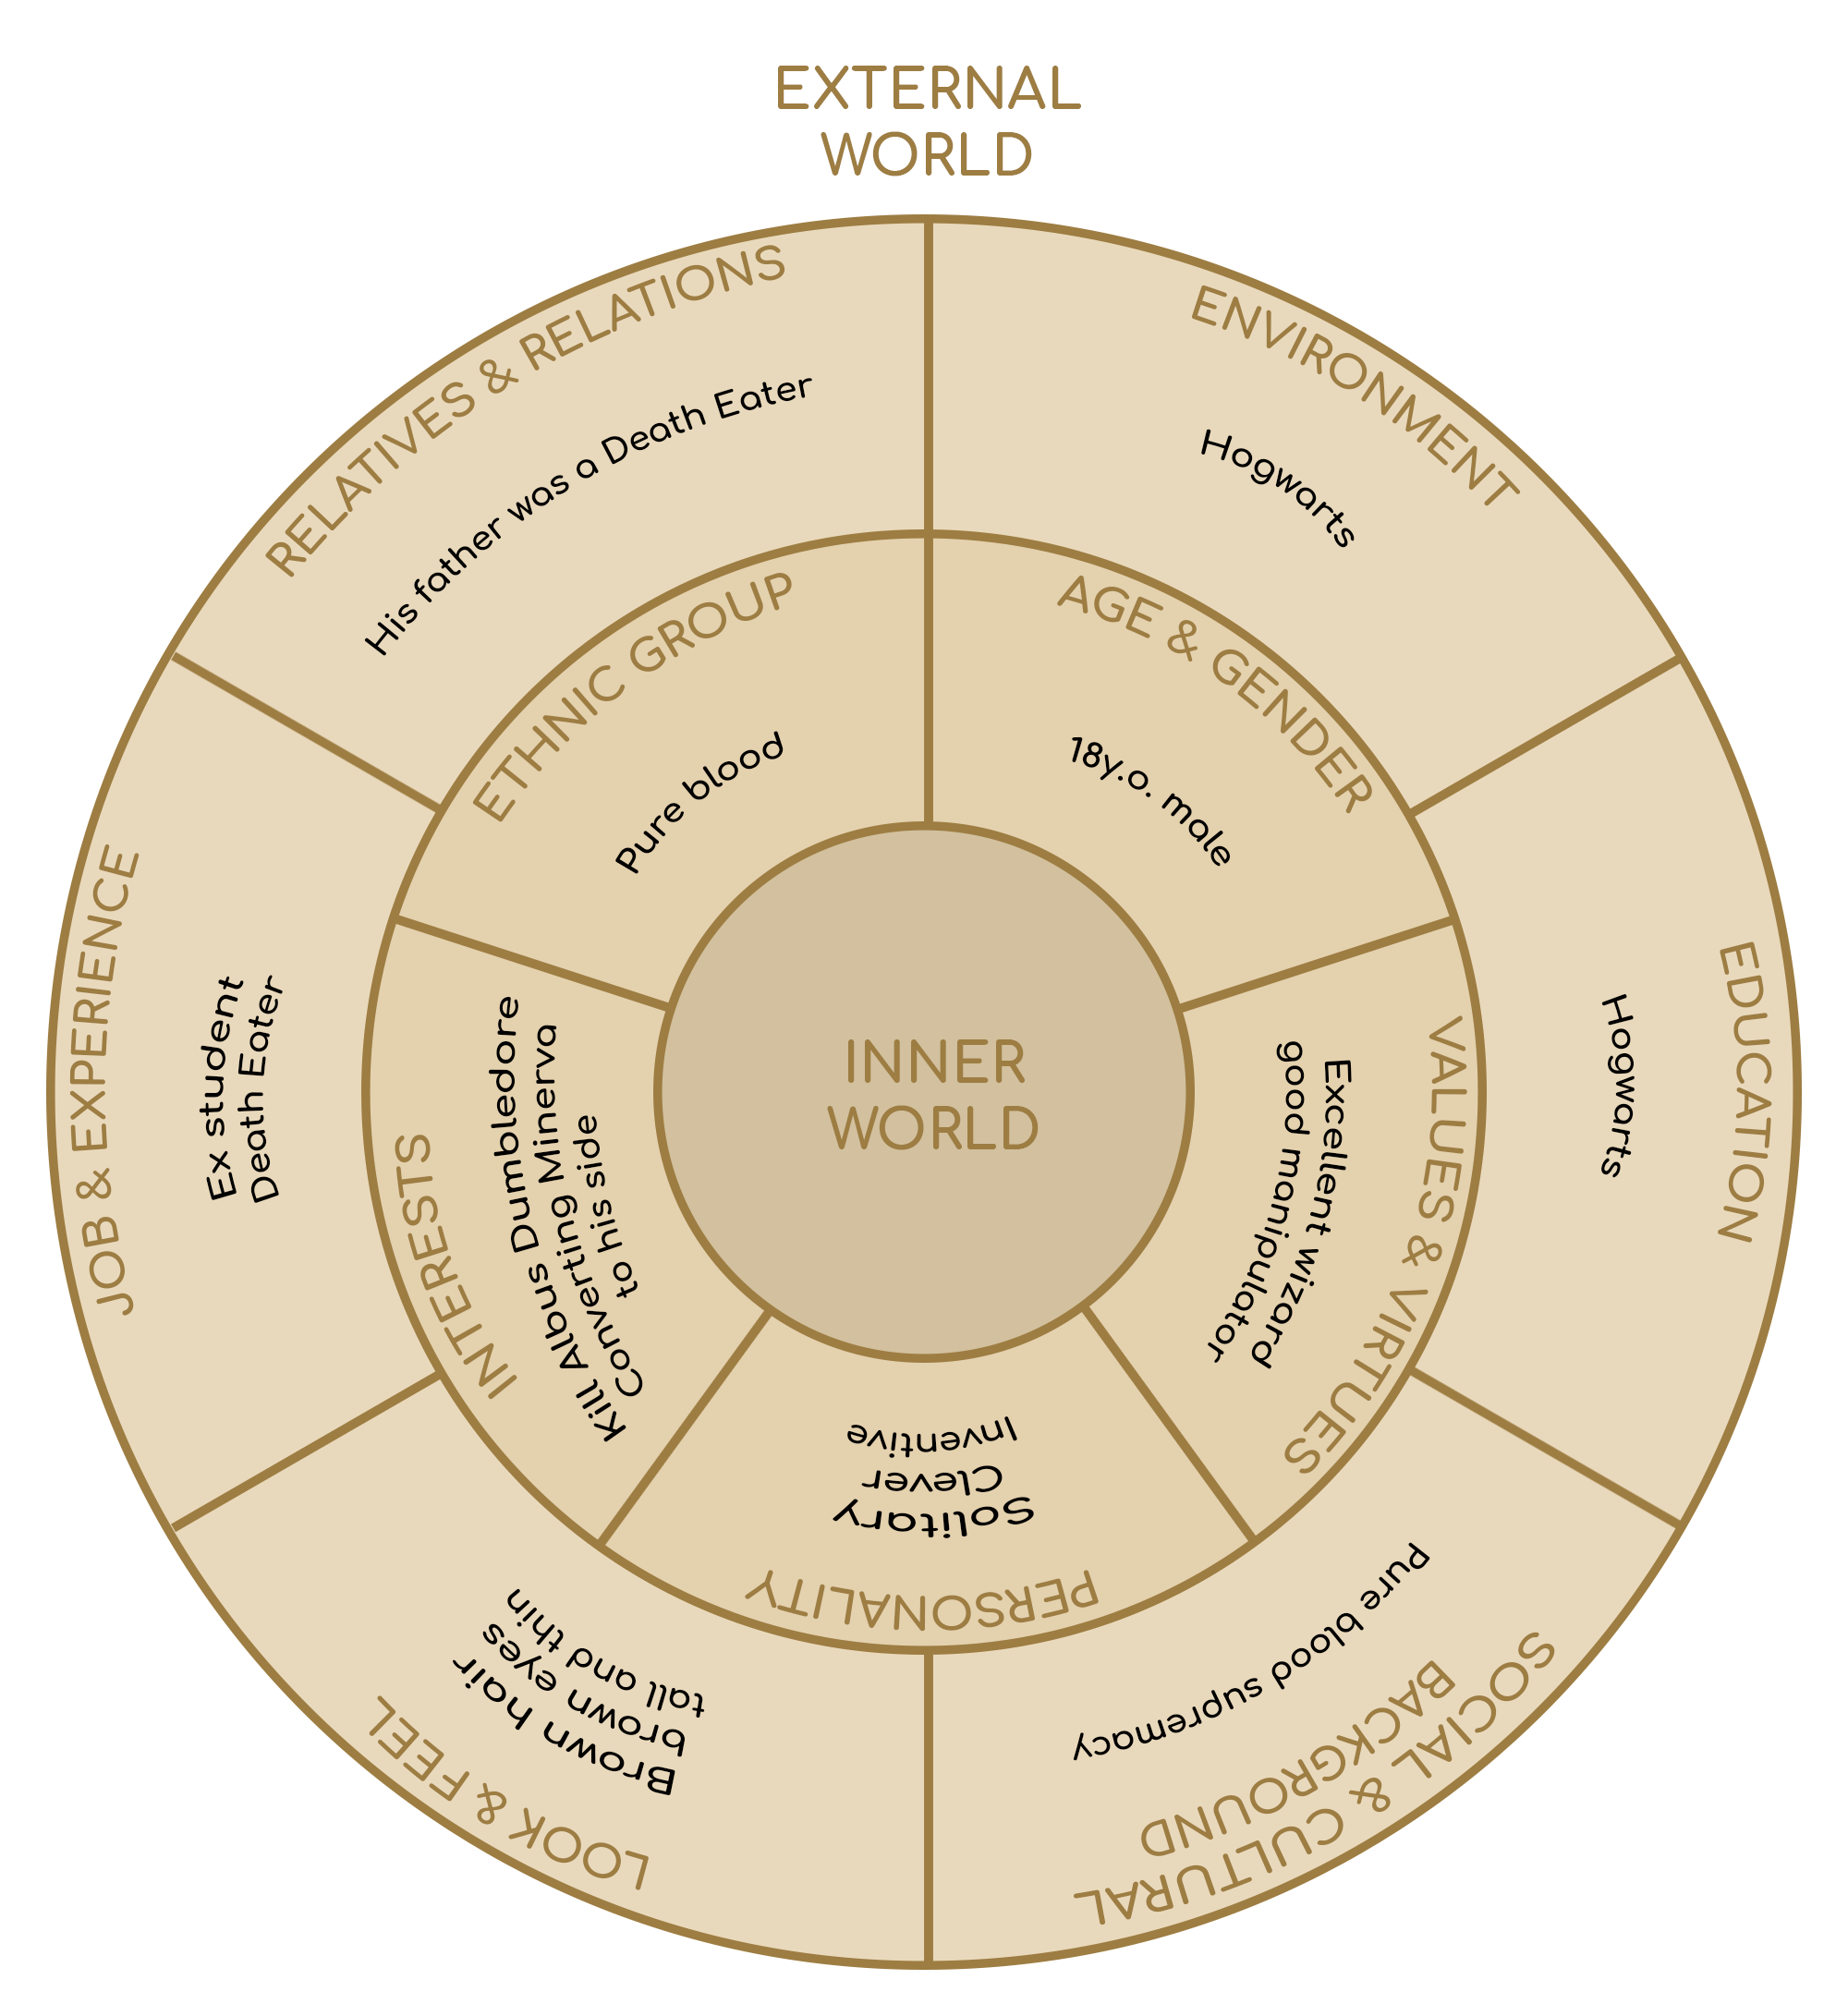 EXTERNAL
WORLD
RELATIVES & RELATIONS
His father was a Death Eater
ENVIRONMENT
Hogwarts
EDUCATION
Hogwarts
SOCIAL & CULTURAL
BACKGROUND
Pure blood supremacy
LOOK & FEEL
Brown hair
brown eyes
tall and thin
JOB & EXPERIENCE
Ex student
Death Eater
ETHNIC GROUP
Pure blood
AGE & GENDER
18y.o. male
VALUES & VIRTUES
Excellent wizard
good manipulator
PERSONALITY
Solitary
Clever
Inventive
INTERESTS
Kill Albus Dumbledore
Converting Minerva
to his side
INNER
WORLD